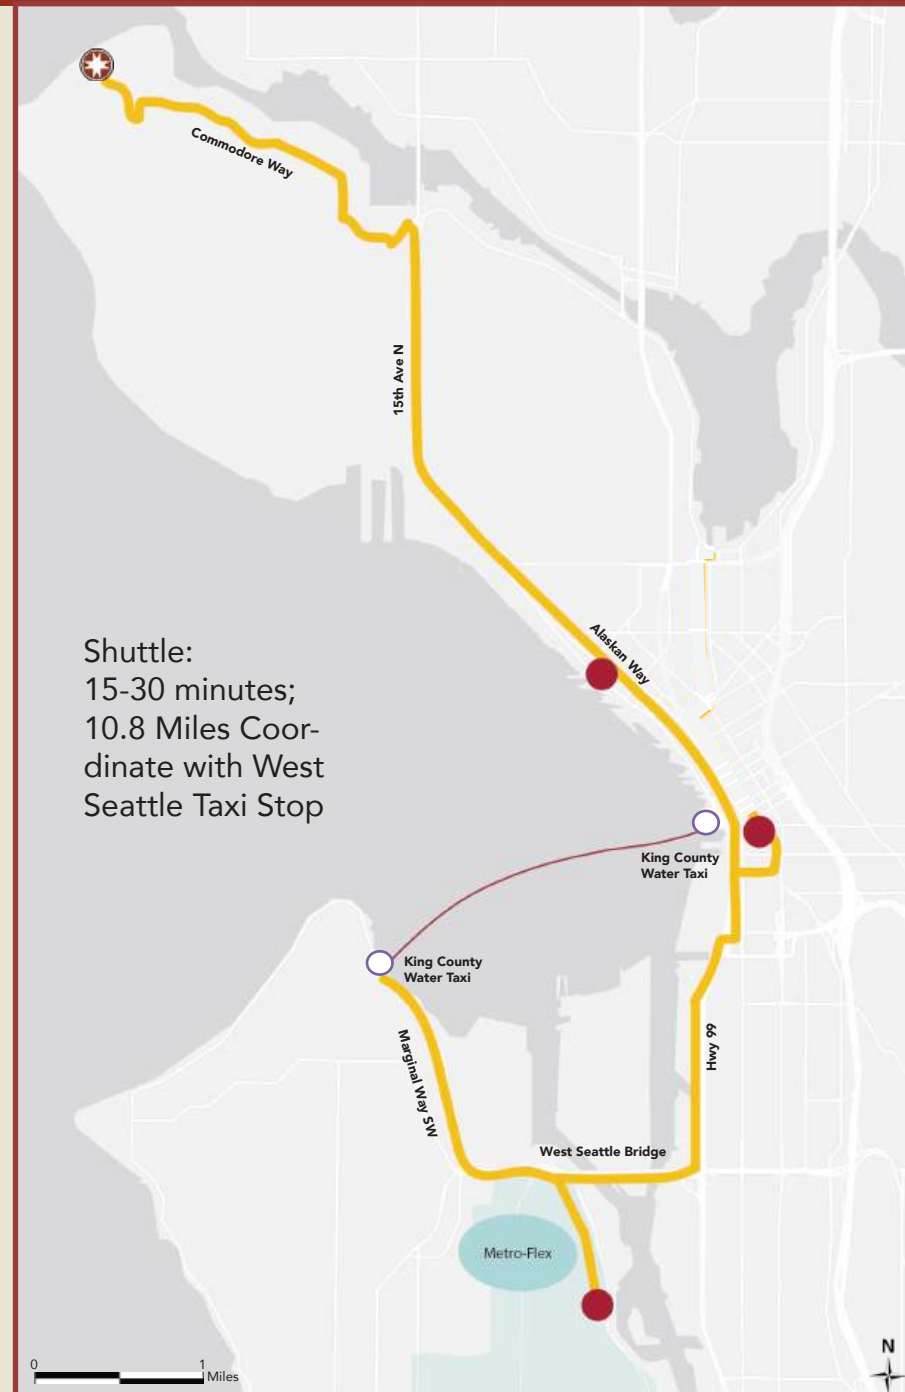 Commodore Way
15th Ave N
Shuttle:
15-30 minutes;
10.8 Miles Coor-
dinate with West
Seattle Taxi Stop
Alaskan Way
King County
Water Taxi
King County
Water Taxi
Marginal Way SW
Hwy 99
West Seattle Bridge
Metro-Flex
N
0
1
Miles